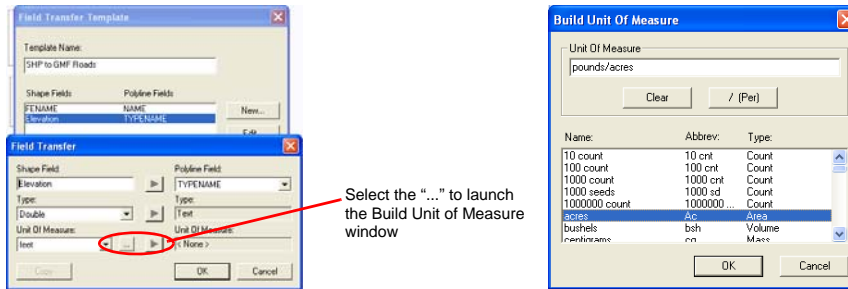 Field Transfer Template
Template Name:
SHP to GMF Roads
Shape Fields Polyline Fields
FENAME NAME
Elevation TYPENAME
New...
Edit
Field Transfer
Shape Field: Polyline Field:
Elevation TYPENAME
Type: Type:
Double Text
Unit Of Measure: Unit Of Measure:
feet ... < None >
Copy OK Cancel
Select the "..." to launch
the Build Unit of Measure
window
Build Unit Of Measure
Unit Of Measure
pounds/acres
Clear / (Per)
Name: Abbrev: Type:
10 count 10 cnt Count
100 count 100 cnt Count
1000 count 1000 cnt Count
1000 seeds 1000 sd Count
1000000 count 1000000 ... Count
acres Ac Area
bushels bsh Volume
centigrams cg Mass
OK Cancel